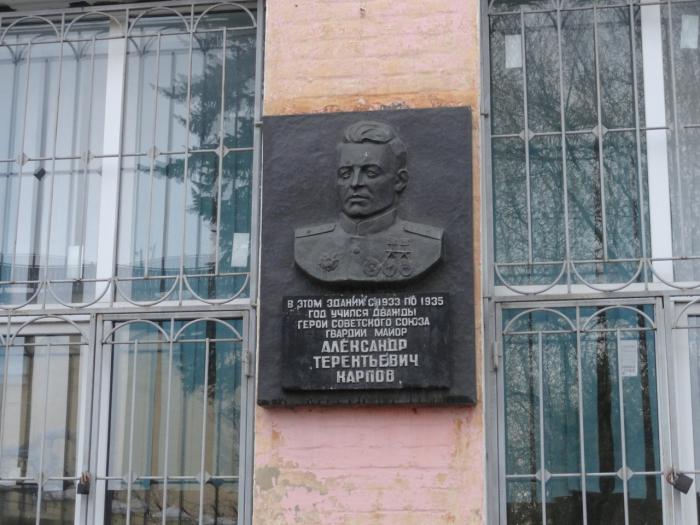 В ЭТОМ ЗДАНИИ С 1933 ПО 1935
ГОД УЧИЛСЯ ДВАЖДЫ
ГЕРОЙ СОВЕТСКОГО СОЮЗА
ГВАРДИИ МАЙОР
АЛЕКСАНДР
ТЕРЕНТЬЕВИЧ
КАРПОВ